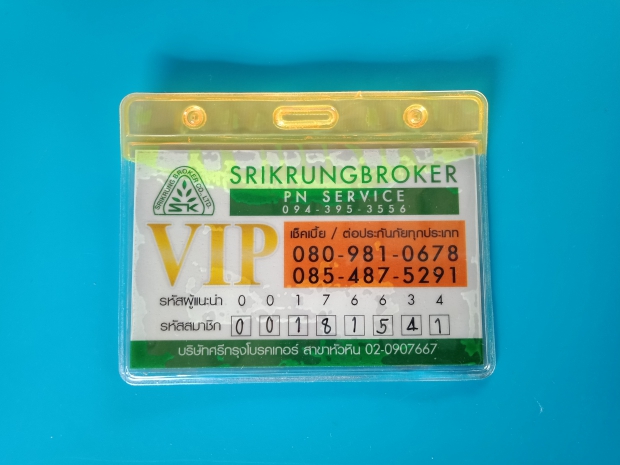 SRIKRUNG BROKER CO.,LTD.
SK
SRIKRUNGBROKER
PN SERVICE
094-395-3556
VIP
เช็คเบี้ย / ต่อประกันภัยทุกประเภท
080-981-0678
085-487-5291
รหัสผู้แนะนำ 0 0 1 7 6 6 3 4
รหัสสมาชิก 0 0 1 8 1 5 4 1
บริษัทศรีกรุงโบรคเกอร์ สาขาหัวหิน 02-0907667